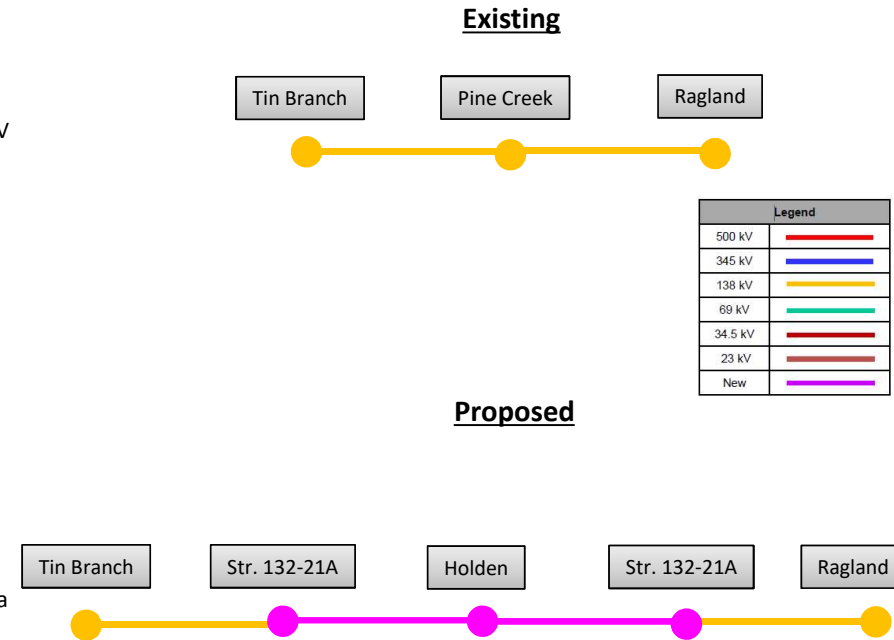 Existing
Tin Branch Pine Creek Ragland
V
Legend
500 kV
345 kV
138 kV
69 kV
34.5 kV
23 kV
New
Proposed
Tin Branch Str. 132-21A Holden Str. 132-21A Ragland
a